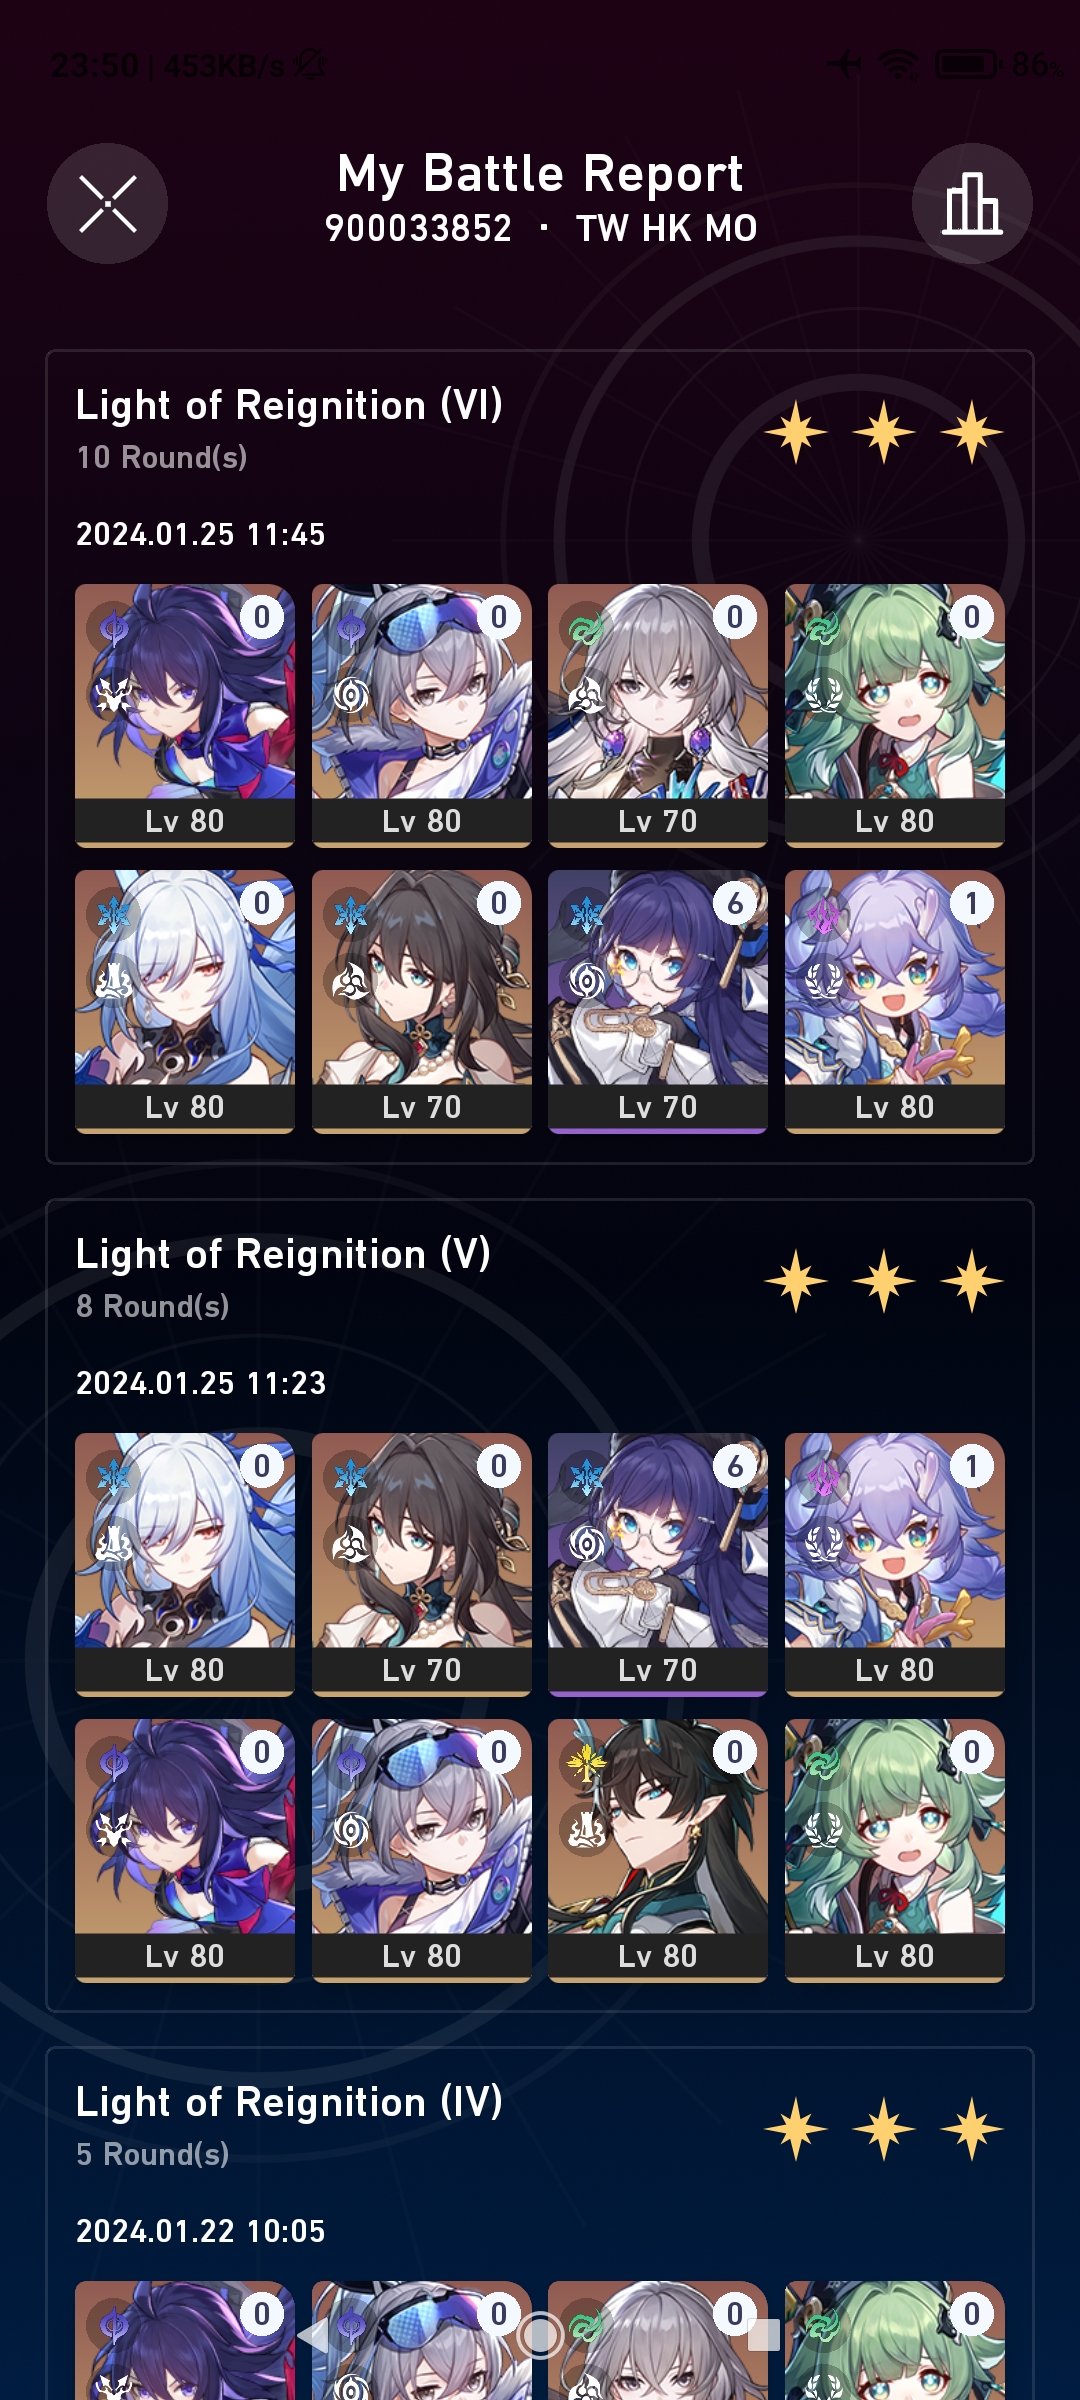 23:50 | 453KB/s 86%
My Battle Report
900033852 · TW HK MO
Light of Reignition (VI)
10 Round(s)
2024.01.25 11:45
0 0 0 0
Lv 80 Lv 80 Lv 70 Lv 80
0 0 6 1
Lv 80 Lv 70 Lv 70 Lv 80
Light of Reignition (V)
8 Round(s)
2024.01.25 11:23
0 0 6 1
Lv 80 Lv 70 Lv 70 Lv 80
0 0 0 0
Lv 80 Lv 80 Lv 80 Lv 80
Light of Reignition (IV)
5 Round(s)
2024.01.22 10:05
0 0 0 0